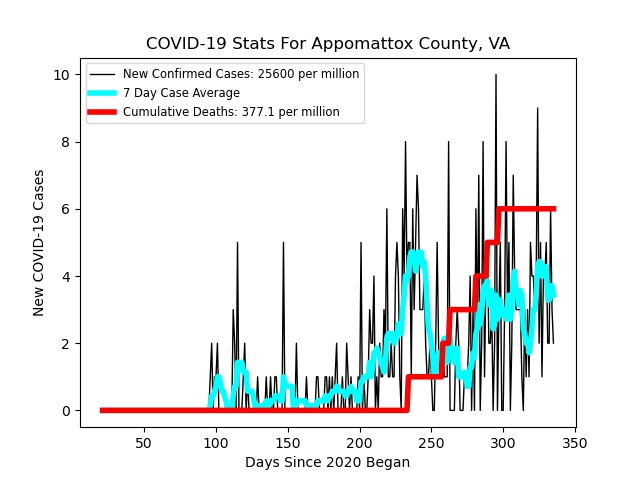 COVID-19 Stats For Appomattox County, VA
New Confirmed Cases: 25600 per million
7 Day Case Average
Cumulative Deaths: 377.1 per million
New COVID-19 Cases
10
8
6
4
2
0
50 100 150 200 250 300 350
Days Since 2020 Began